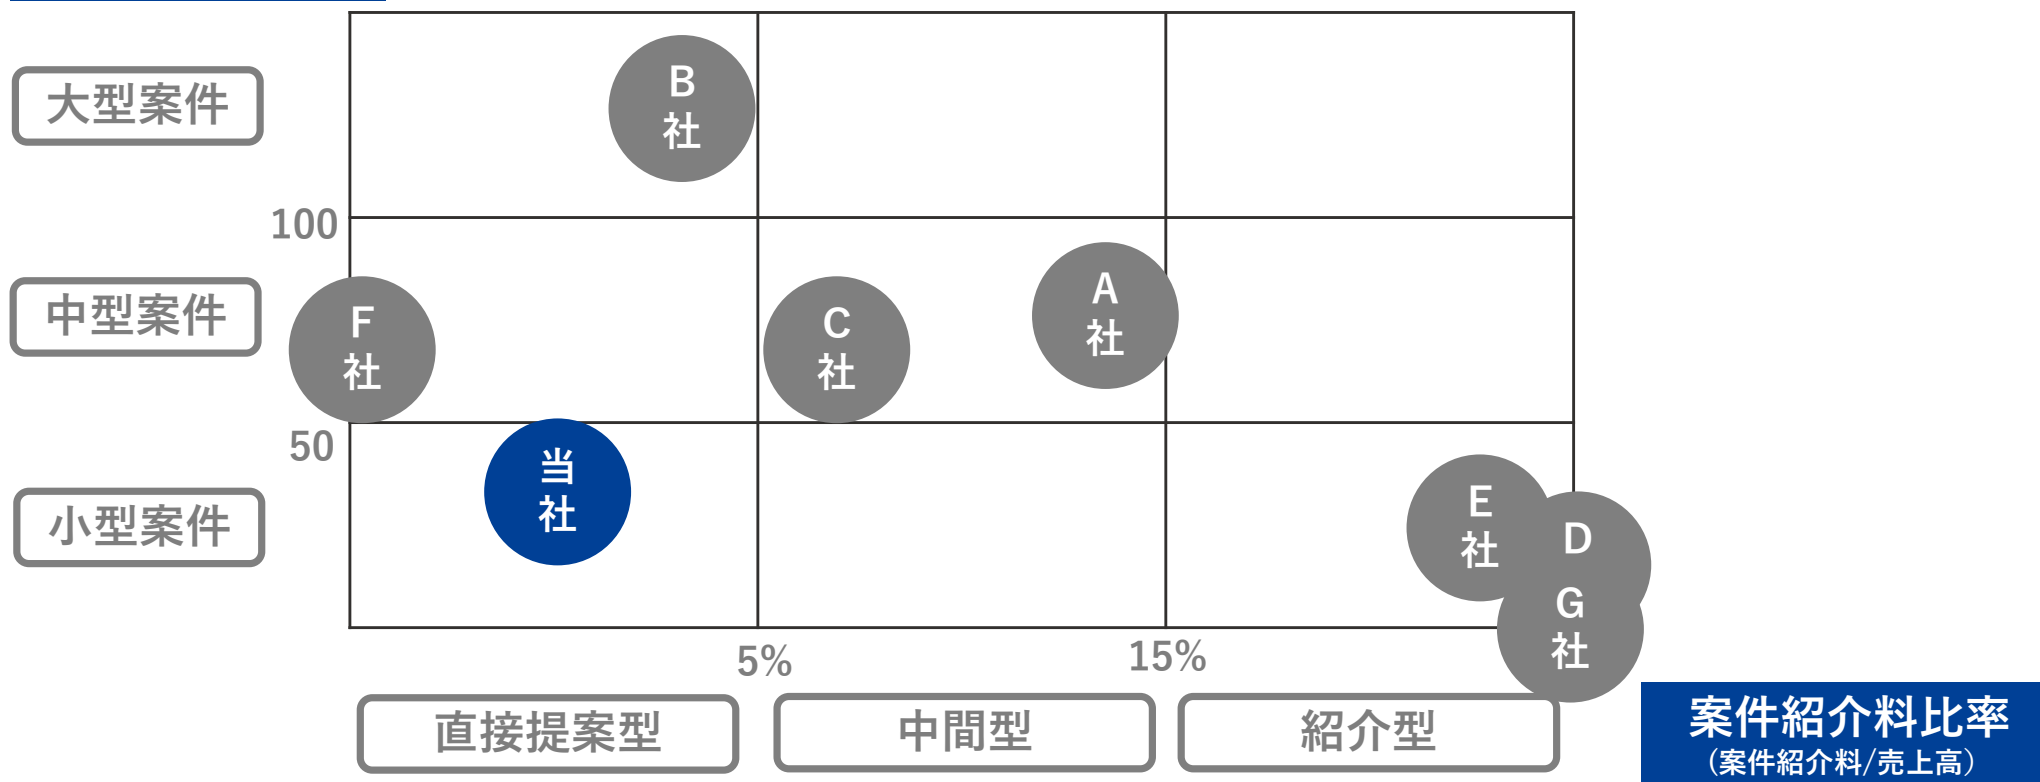 大型案件
B
社
100
中型案件
F
社
C
社
A
社
50
当
社
小型案件
E
社
D
G
社
5%
15%
直接提案型
中間型
紹介型
案件紹介料比率
（案件紹介料/売上高）